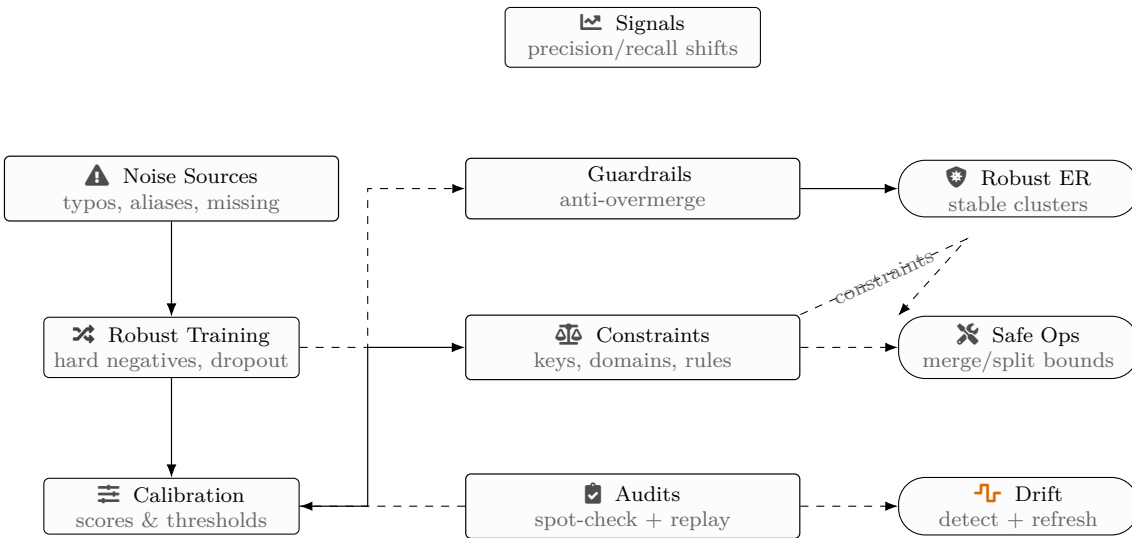 Signals
precision/recall shifts
Noise Sources
typos, aliases, missing
Guardrails
anti-overmerge
Robust ER
stable clusters
constraints
Robust Training
hard negatives, dropout
Constraints
keys, domains, rules
Safe Ops
merge/split bounds
Calibration
scores & thresholds
Audits
spot-check + replay
Drift
detect + refresh